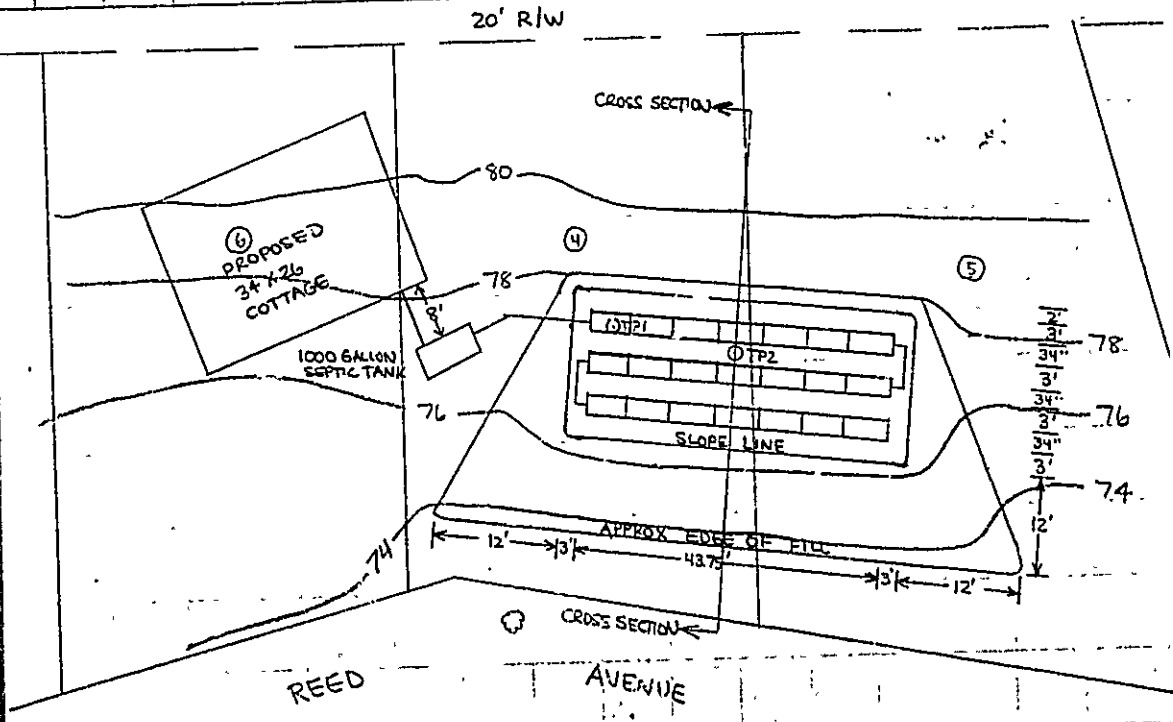 20' R/W
CROSS SECTION
80
6
PROPOSED
34 X 26
COTTAGE
4
5
78
8'
1000 GALLON
SEPTIC TANK
TP1
TP2
2'
3'
34"
3'
34"
3'
34"
3'
12'
78
76
74
76
SLOPE LINE
74
APPROX EDGE OF FILL
12'
3'
43.75'
3'
12'
CROSS SECTION
REED AVENUE